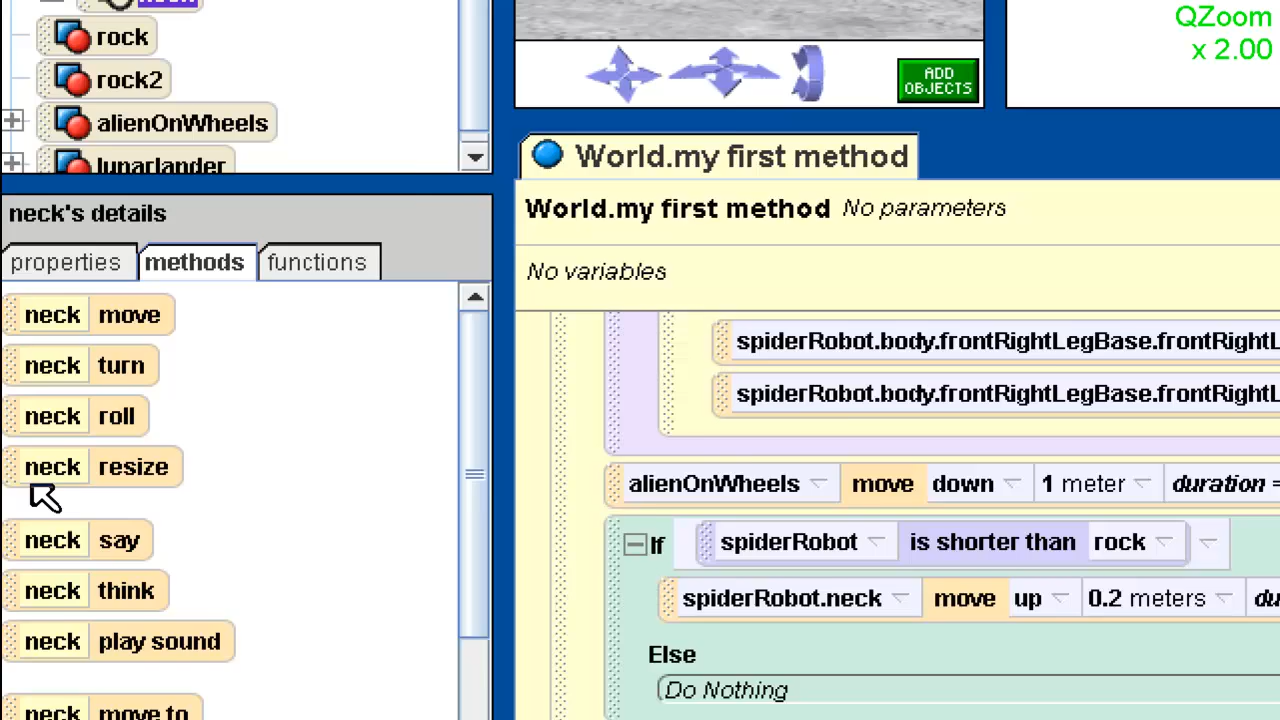 QZoom
x 2.00
rock
rock2
alienOnWheels
lunarlander
ADD
OBJECTS
neck's details
properties
methods
functions
neck move
neck turn
neck roll
neck resize
neck say
neck think
neck play sound
neck move to
World.my first method
World.my first method No parameters
No variables
spiderRobot.body.frontRightLegBase.frontRightL
spiderRobot.body.frontRightLegBase.frontRightL
alienOnWheels move down 1 meter duration =
If spiderRobot is shorter than rock
spiderRobot.neck move up 0.2 meters du
Else
Do Nothing